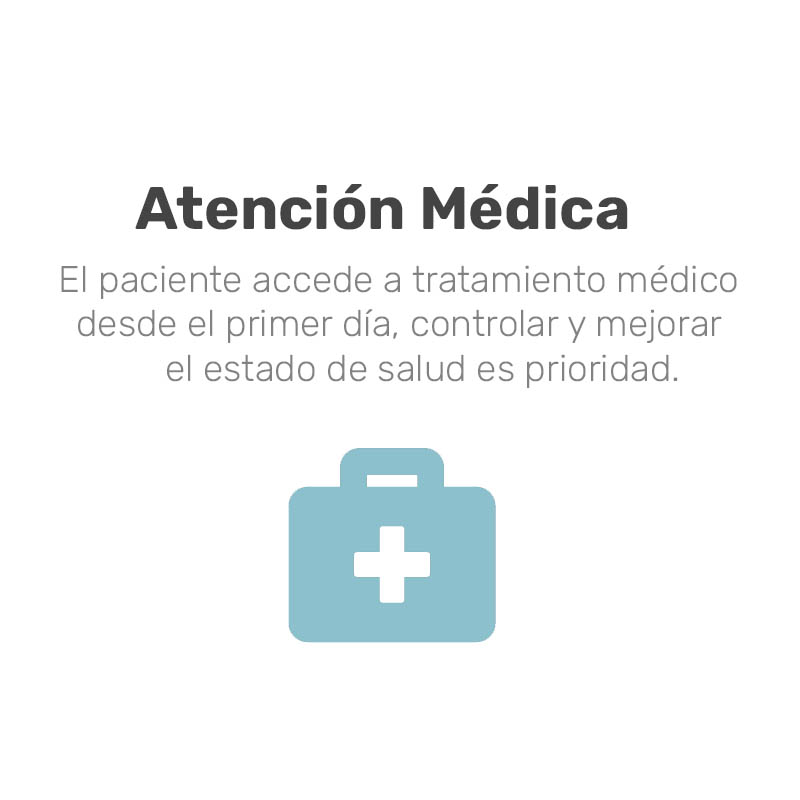 Atención Médica
El paciente accede a tratamiento médico
desde el primer día, controlar y mejorar
el estado de salud es prioridad.